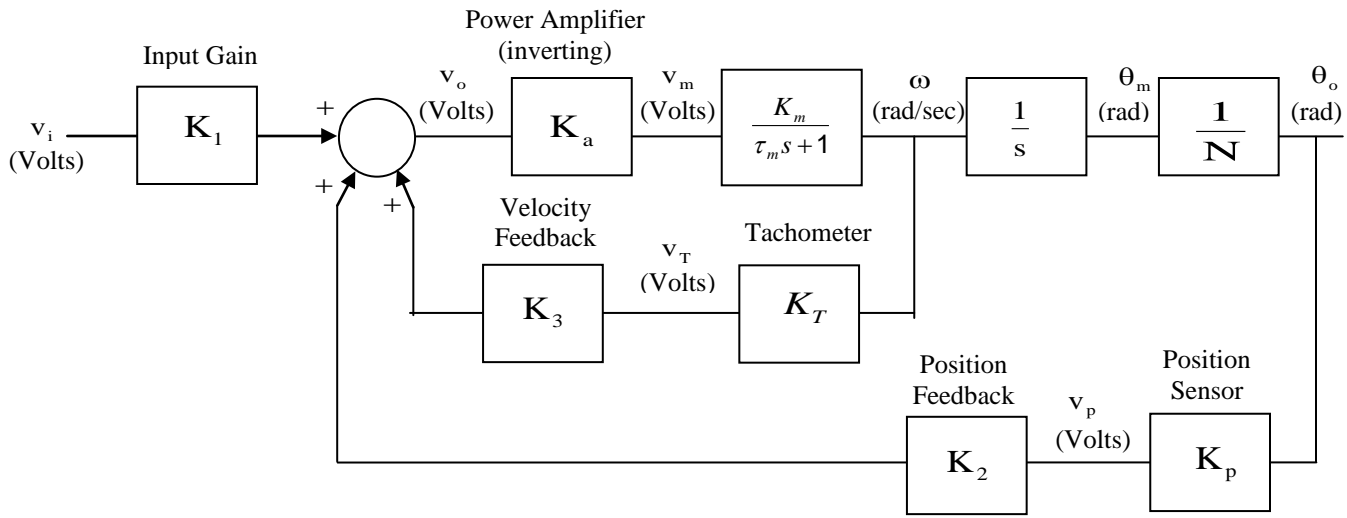 Power Amplifier
(inverting)
Input Gain
v_i
(Volts)
K_1
+
+
+
v_o
(Volts)
K_a
v_m
(Volts)
K_m
τ_m s + 1
ω
(rad/sec)
1
s
θ_m
(rad)
1
N
θ_o
(rad)
Velocity
Feedback
K_3
v_T
(Volts)
Tachometer
K_T
Position
Feedback
K_2
v_p
(Volts)
Position
Sensor
K_p